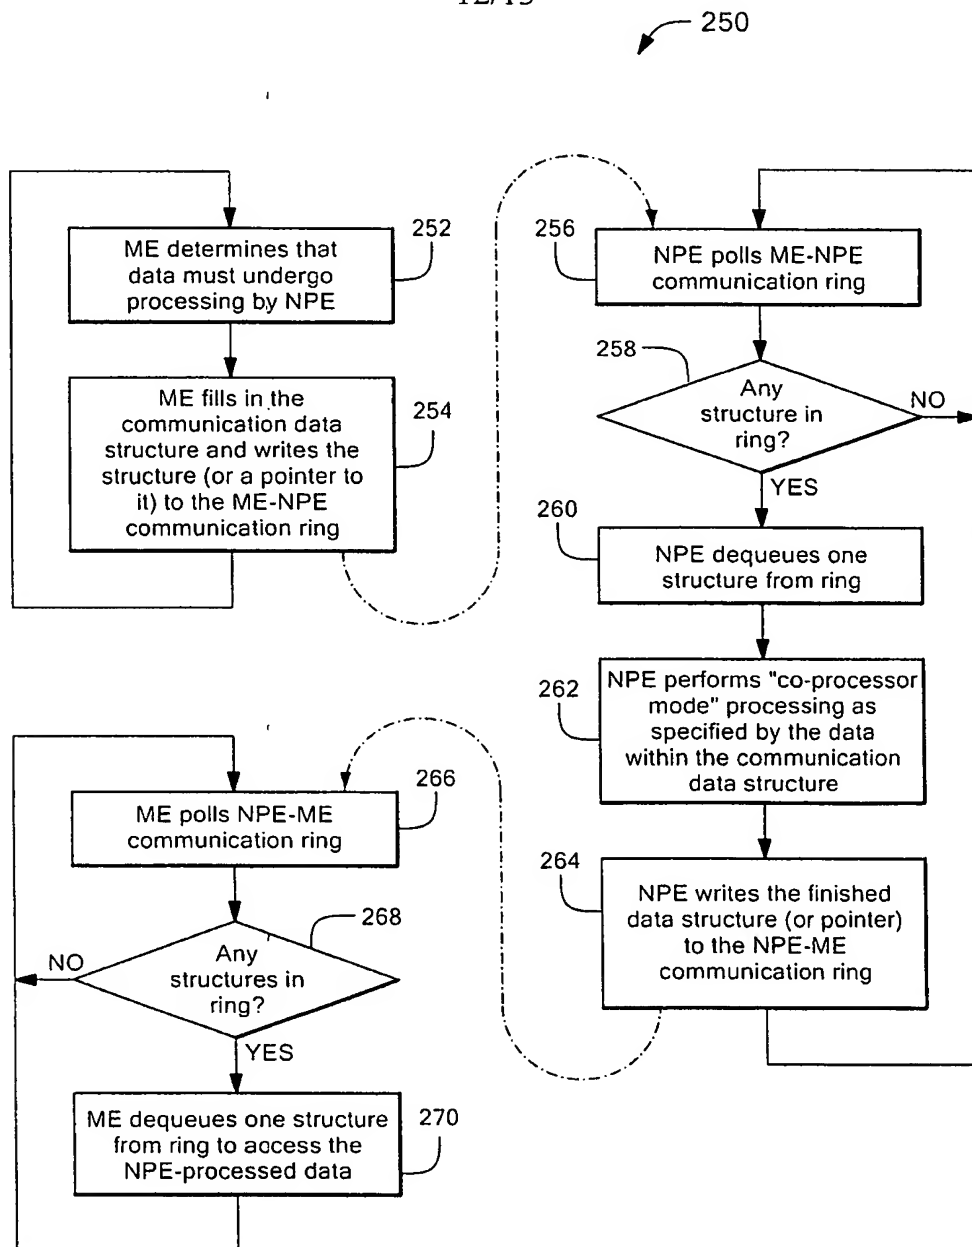 250
252
ME determines that
data must undergo
processing by NPE
254
ME fills in the
communication data
structure and writes the
structure (or a pointer to
it) to the ME-NPE
communication ring
256
NPE polls ME-NPE
communication ring
258
Any
structure in
ring?
NO
YES
260
NPE dequeues one
structure from ring
262
NPE performs "co-processor
mode" processing as
specified by the data
within the communication
data structure
264
NPE writes the finished
data structure (or pointer)
to the NPE-ME
communication ring
266
ME polls NPE-ME
communication ring
268
Any
structures in
ring?
NO
YES
270
ME dequeues one structure
from ring to access the
NPE-processed data